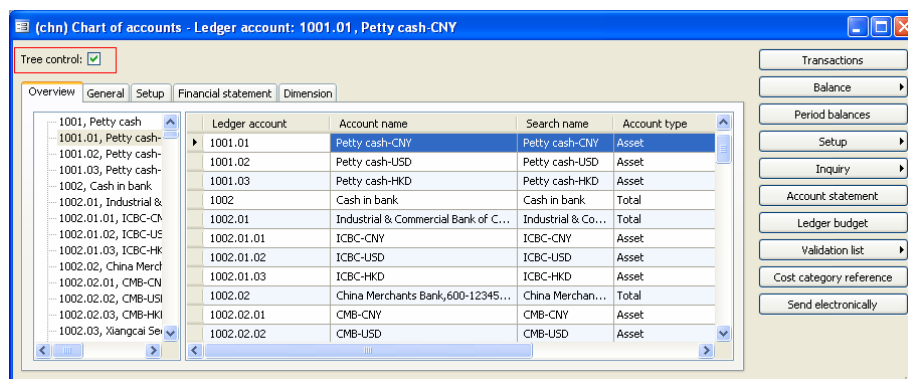 (chn) Chart of accounts - Ledger account: 1001.01, Petty cash-CNY
Tree control:
Overview General Setup Financial statement Dimension
1001, Petty cash
1001.01, Petty cash-
1001.02, Petty cash-
1001.03, Petty cash-
1002, Cash in bank
1002.01, Industrial &
1002.01.01, ICBC-CN
1002.01.02, ICBC-US
1002.01.03, ICBC-HK
1002.02, China Merch
1002.02.01, CMB-CN
1002.02.02, CMB-USI
1002.02.03, CMB-HKI
1002.03, Xiangcai Se
Ledger account Account name Search name Account type
1001.01 Petty cash-CNY Petty cash-CNY Asset
1001.02 Petty cash-USD Petty cash-USD Asset
1001.03 Petty cash-HKD Petty cash-HKD Asset
1002 Cash in bank Cash in bank Total
1002.01 Industrial & Commercial Bank of C... Industrial & Co... Total
1002.01.01 ICBC-CNY ICBC-CNY Asset
1002.01.02 ICBC-USD ICBC-USD Asset
1002.01.03 ICBC-HKD ICBC-HKD Asset
1002.02 China Merchants Bank,600-12345... China Merchan... Total
1002.02.01 CMB-CNY CMB-CNY Asset
1002.02.02 CMB-USD CMB-USD Asset
Transactions
Balance
Period balances
Setup
Inquiry
Account statement
Ledger budget
Validation list
Cost category reference
Send electronically